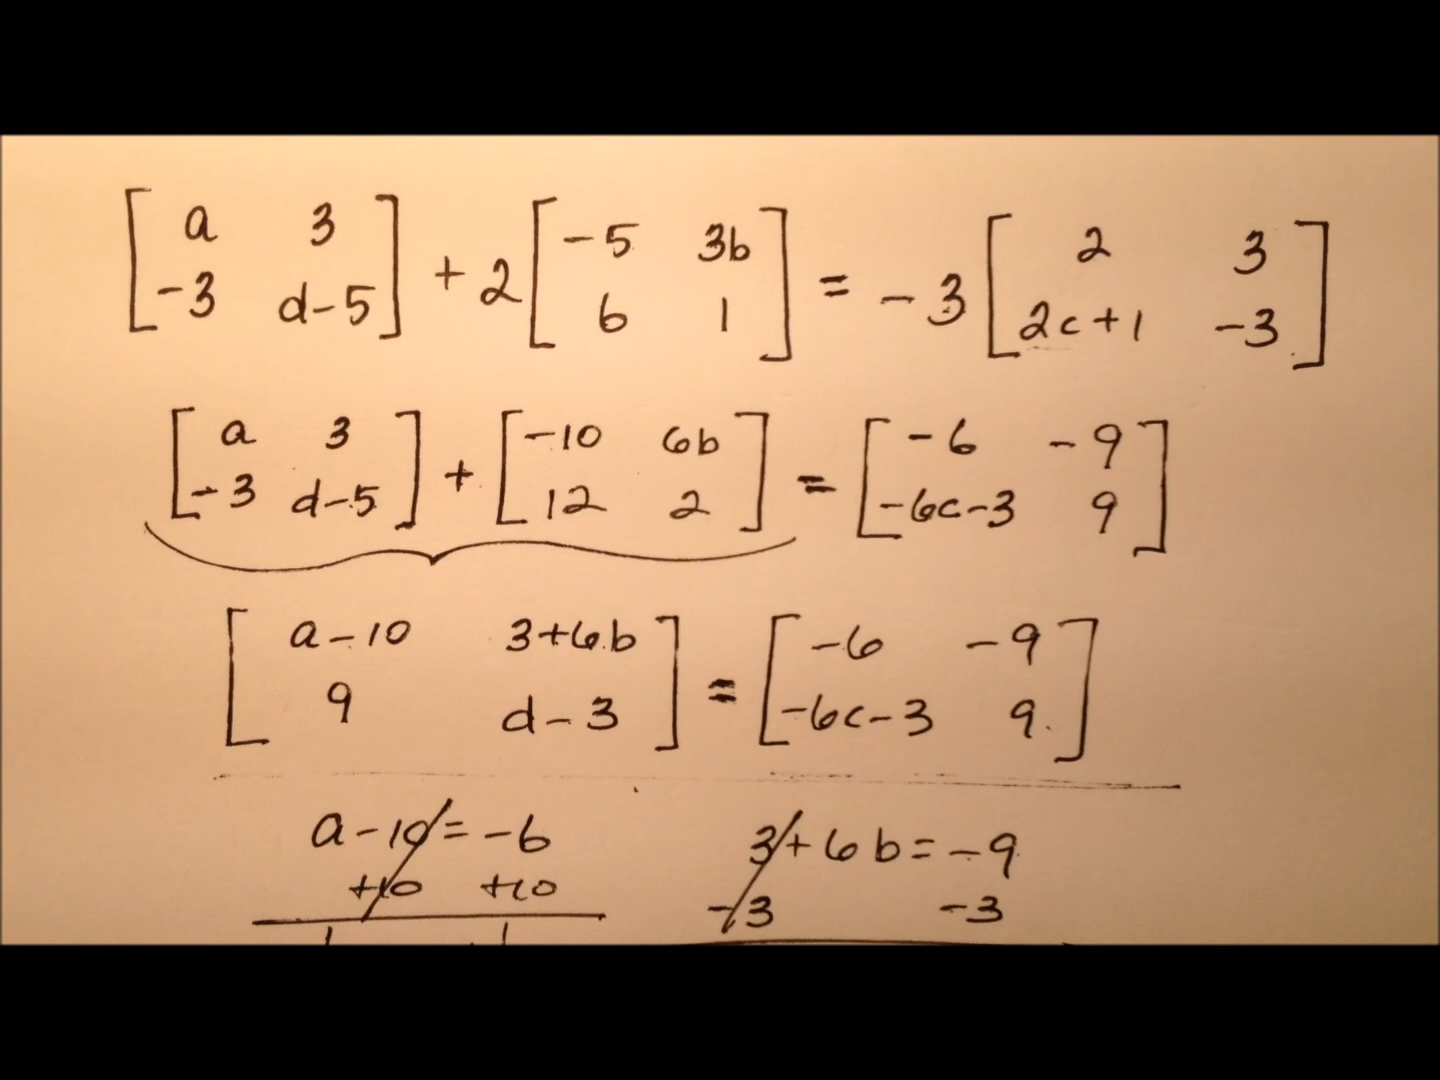 [ a 3 ] + 2 [ -5 3b ] = -3 [ 2 3 ]
[ -3 d-5 ] [ 6 1 ] [ 2c+1 -3 ]
[ a 3 ] + [ -10 6b ] = [ -6 -9 ]
[ -3 d-5 ] [ 12 2 ] [ -6c-3 9 ]
[ a-10 3+6b ] = [ -6 -9 ]
[ 9 d-3 ] [ -6c-3 9 ]
a-10 = -6 3+6b = -9
+10 +10 -3 -3